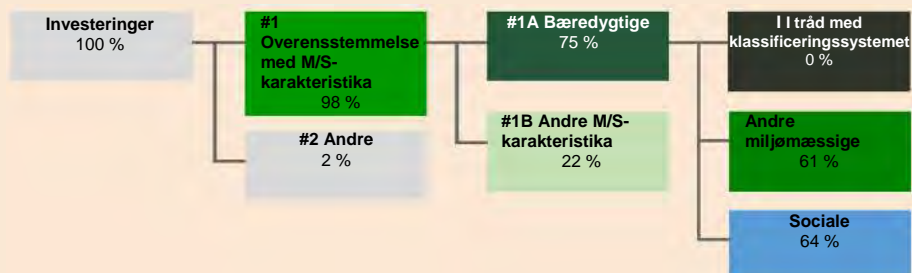 Investeringer
100 %
#1
Overensstemmelse
med M/S-
karakteristika
98 %
#2 Andre
2 %
#1A Bæredygtige
75 %
#1B Andre M/S-
karakteristika
22 %
I I tråd med
klassificeringssystemet
0 %
Andre
miljømæssige
61 %
Sociale
64 %